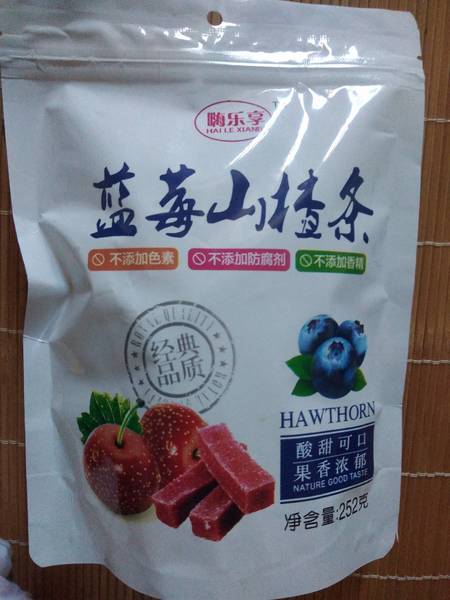 嗨乐享
HAI LE XIANG
蓝莓山楂条
不添加色素 不添加防腐剂 不添加香精
ROYAL QUALITY
经典
品质
HAWTHORN
酸甜可口
果香浓郁
NATURE GOOD TASTE
净含量:252克